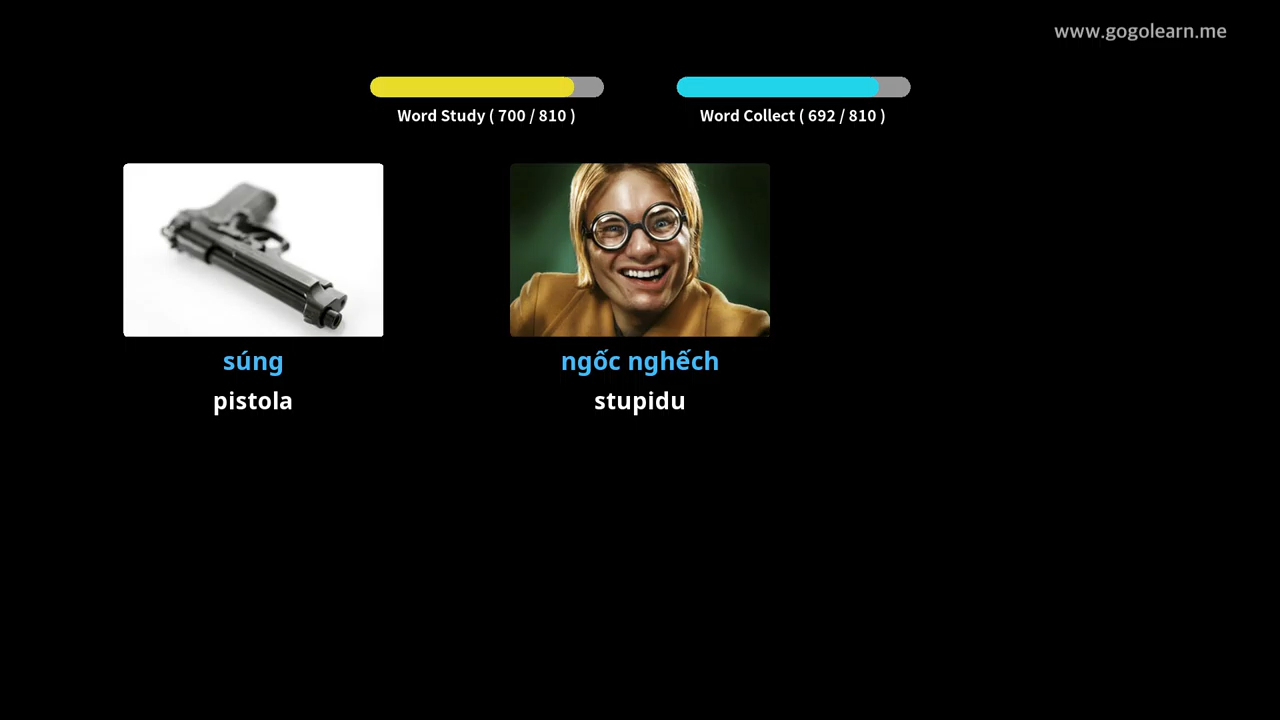 www.gogolearn.me
Word Study ( 700 / 810 )
Word Collect ( 692 / 810 )
súng
ngốc nghếch
pistola
stupidu